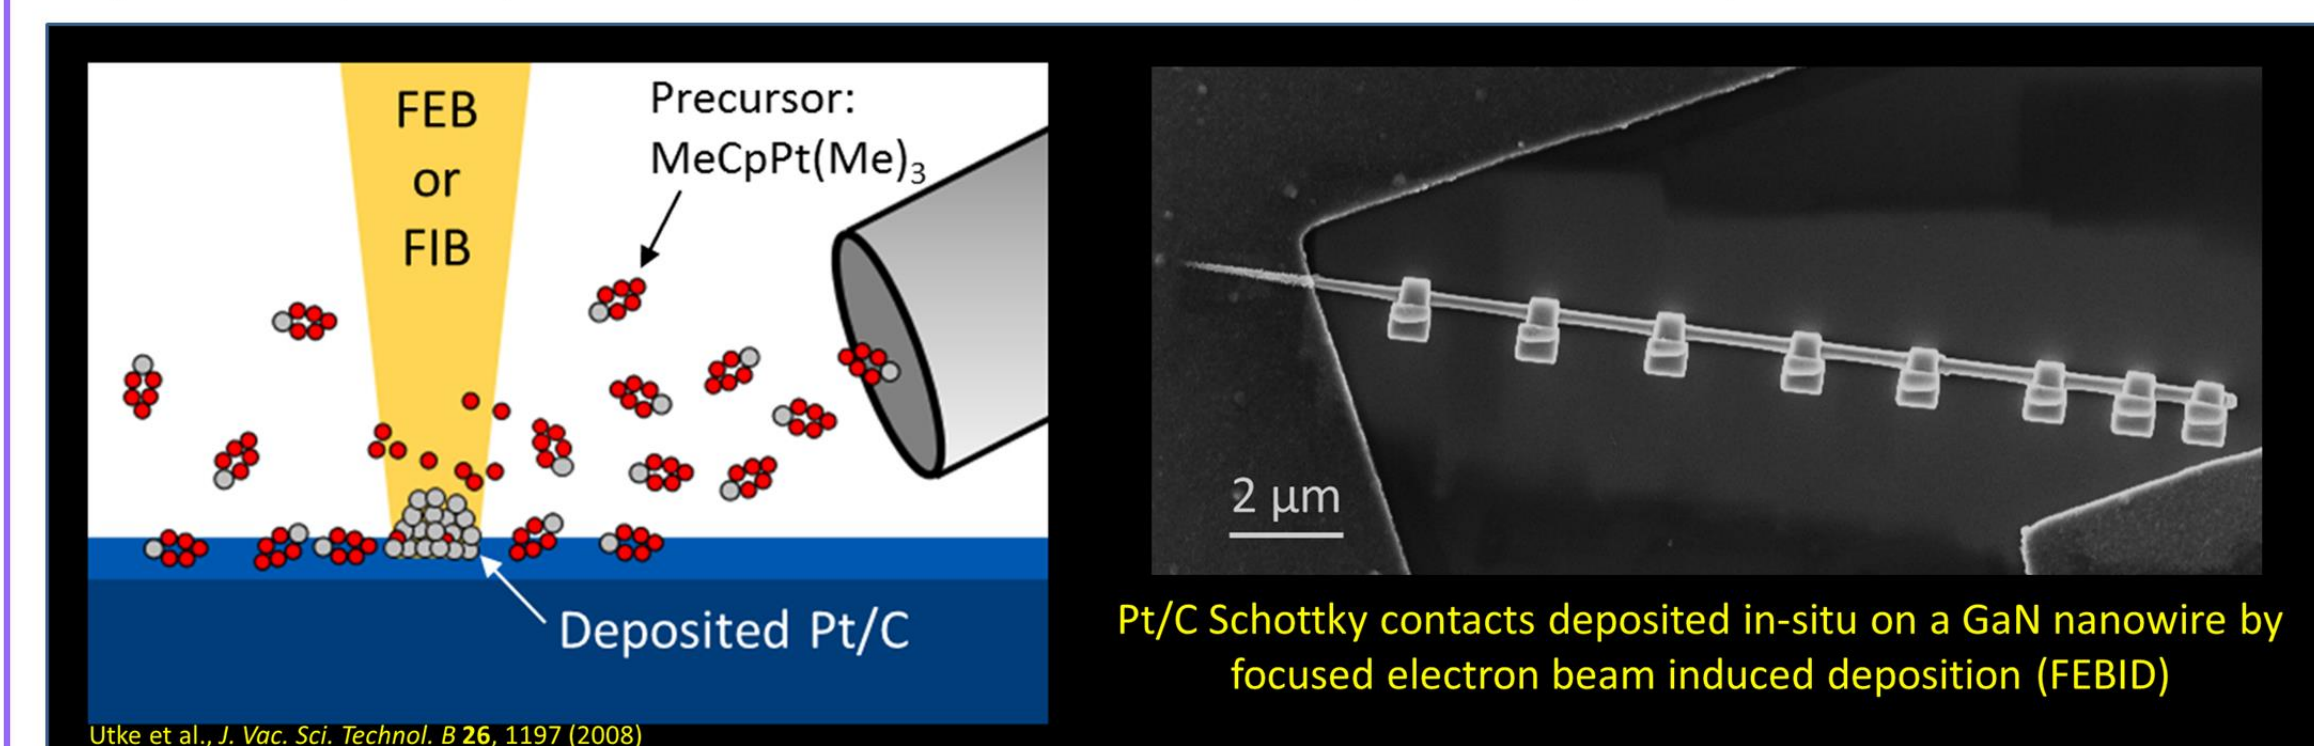 FEB
or
FIB
Precursor:
MeCpPt(Me)₃
Deposited Pt/C
Utke et al., J. Vac. Sci. Technol. B 26, 1197 (2008)
2 μm
Pt/C Schottky contacts deposited in-situ on a GaN nanowire by
focused electron beam induced deposition (FEBID)